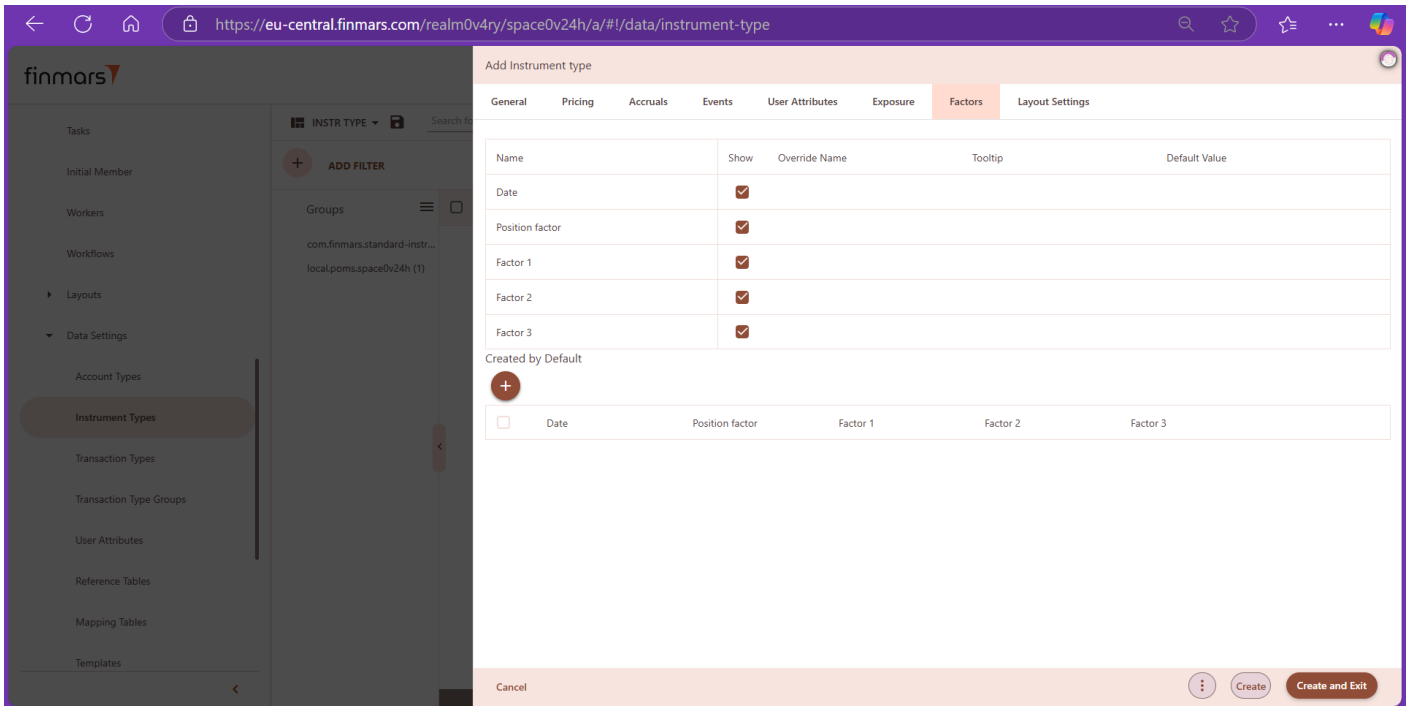 https://eu-central.finmars.com/realm0v4ry/space0v24h/a/#!/data/instrument-type
finmars
Add Instrument type
General Pricing Accruals Events User Attributes Exposure Factors Layout Settings
Tasks
INSTR TYPE
Search fo
Initial Member
ADD FILTER
Name Show Override Name Tooltip Default Value
Date
Workers
Groups
Position factor
Workflows
com.finmars.standard-instr...
local.poms.space0v24h (1)
Factor 1
Layouts
Factor 2
Data Settings
Factor 3
Created by Default
Account Types
Instrument Types
Date Position factor Factor 1 Factor 2 Factor 3
Transaction Types
Transaction Type Groups
User Attributes
Reference Tables
Mapping Tables
Templates
Cancel Create Create and Exit